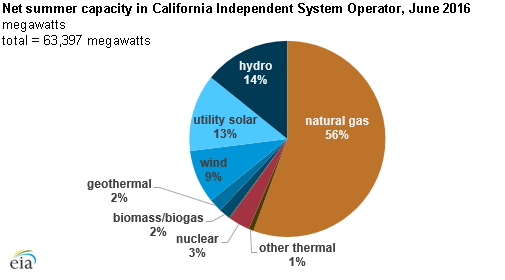 Net summer capacity in California Independent System Operator, June 2016
megawatts
total = 63,397 megawatts
hydro
14%
natural gas
56%
utility solar
13%
wind
9%
geothermal
2%
biomass/biogas
2%
nuclear
3%
other thermal
1%
eia